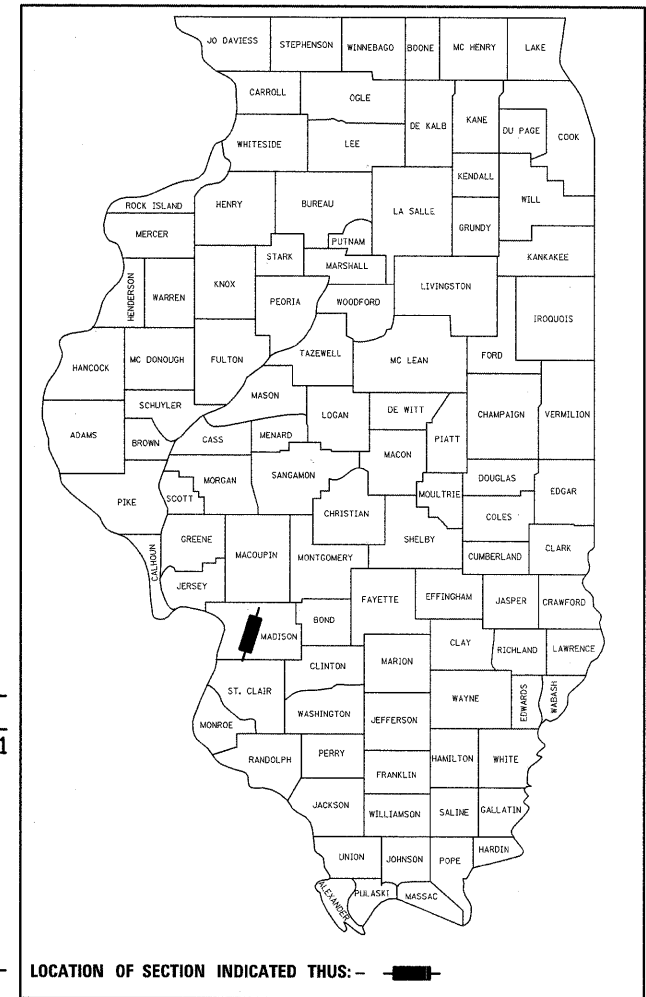 JO DAVIESS STEPHENSON WINNEBAGO BOONE MC HENRY LAKE
CARROLL OGLE DE KALB KANE DU PAGE COOK
WHITESIDE LEE
KENDALL
ROCK ISLAND HENRY BUREAU LA SALLE WILL
MERCER PUTNAM GRUNDY
STARK MARSHALL KANKAKEE
HENDERSON WARREN KNOX PEORIA WOODFORD LIVINGSTON
IROQUOIS
HANCOCK MC DONOUGH FULTON TAZEWELL MC LEAN FORD
MASON
SCHUYLER LOGAN DE WITT CHAMPAIGN VERMILION
ADAMS BROWN CASS MENARD MACON PIATT
MORGAN SANGAMON DOUGLAS EDGAR
PIKE SCOTT CHRISTIAN MOULTRIE COLES
GREENE MACOUPIN MONTGOMERY SHELBY CUMBERLAND CLARK
CALHOUN JERSEY
FAYETTE EFFINGHAM JASPER CRAWFORD
MADISON BOND
CLAY RICHLAND LAWRENCE
CLINTON MARION
ST. CLAIR WAYNE EDWARDS WABASH
MONROE WASHINGTON JEFFERSON
RANDOLPH PERRY HAMILTON WHITE
FRANKLIN
JACKSON WILLIAMSON SALINE GALLATIN
UNION JOHNSON POPE HARDIN
ALEXANDER PULASKI MASSAC
1
LOCATION OF SECTION INDICATED THUS: -